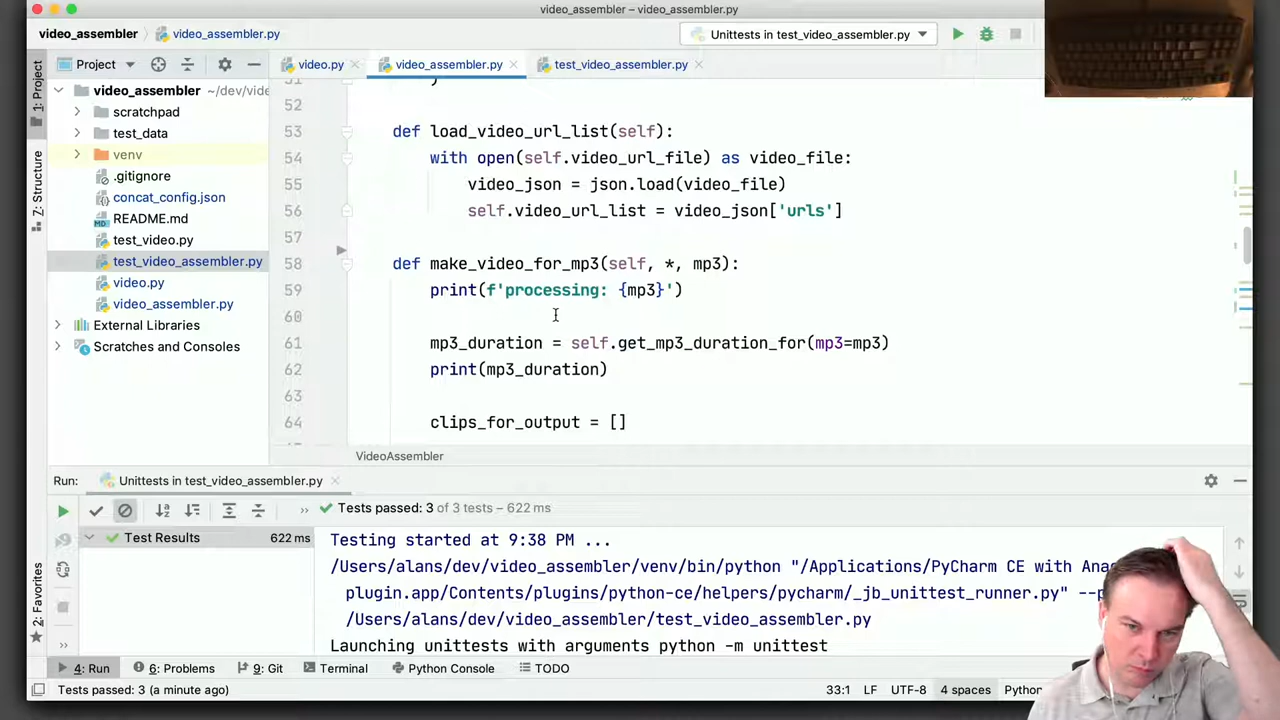 video_assembler – video_assembler.py
video_assembler
video_assembler.py
Unittests in test_video_assembler.py
1: Project
Project
video.py
video_assembler.py
test_video_assembler.py
video_assembler ~/dev/vide
scratchpad
test_data
venv
.gitignore
concat_config.json
README.md
test_video.py
test_video_assembler.py
video.py
video_assembler.py
External Libraries
Scratches and Consoles
Z: Structure
2: Favorites
52
53 def load_video_url_list(self):
54 with open(self.video_url_file) as video_file:
55 video_json = json.load(video_file)
56 self.video_url_list = video_json['urls']
57
58 def make_video_for_mp3(self, *, mp3):
59 print(f'processing: {mp3}')
60
61 mp3_duration = self.get_mp3_duration_for(mp3=mp3)
62 print(mp3_duration)
63
64 clips_for_output = []
VideoAssembler
Run: Unittests in test_video_assembler.py
Tests passed: 3 of 3 tests – 622 ms
Test Results 622 ms
Testing started at 9:38 PM ...
/Users/alans/dev/video_assembler/venv/bin/python "/Applications/PyCharm CE with Ana
plugin.app/Contents/plugins/python-ce/helpers/pycharm/_jb_unittest_runner.py" --p
/Users/alans/dev/video_assembler/test_video_assembler.py
Launching unittests with arguments python -m unittest
4: Run
6: Problems
9: Git
Terminal
Python Console
TODO
Tests passed: 3 (a minute ago)
33:1 LF UTF-8 4 spaces Python